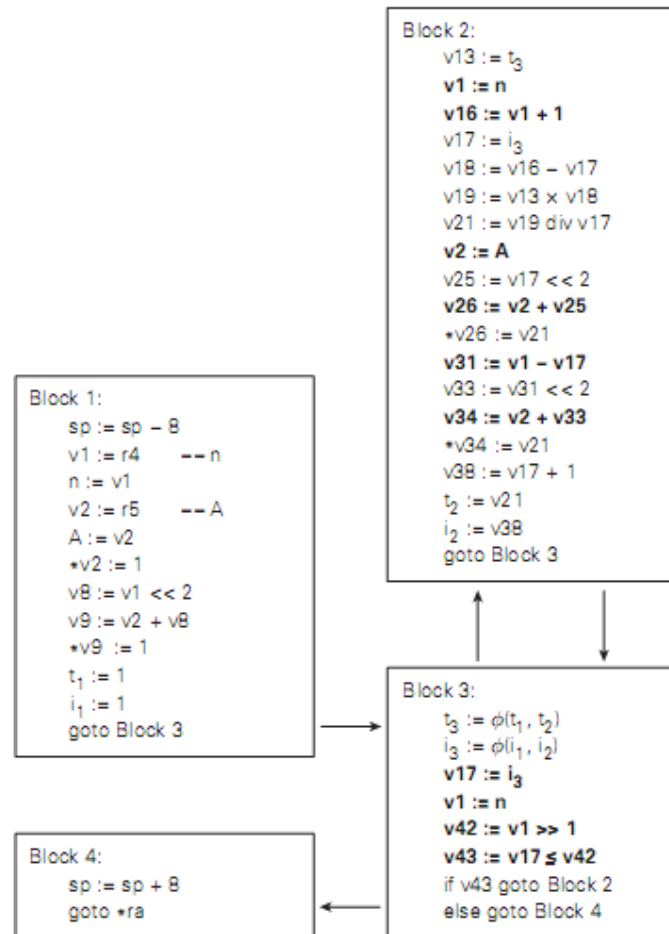 Block 1:
sp := sp – 8
v1 := r4 –– n
n := v1
v2 := r5 –– A
A := v2
*v2 := 1
v8 := v1 << 2
v9 := v2 + v8
*v9 := 1
t₁ := 1
i₁ := 1
goto Block 3
Block 2:
v13 := t₃
v1 := n
v16 := v1 + 1
v17 := i₃
v18 := v16 – v17
v19 := v13 × v18
v21 := v19 div v17
v2 := A
v25 := v17 << 2
v26 := v2 + v25
*v26 := v21
v31 := v1 – v17
v33 := v31 << 2
v34 := v2 + v33
*v34 := v21
v38 := v17 + 1
t₂ := v21
i₂ := v38
goto Block 3
Block 3:
t₃ := ϕ(t₁, t₂)
i₃ := ϕ(i₁, i₂)
v17 := i₃
v1 := n
v42 := v1 >> 1
v43 := v17 ≤ v42
if v43 goto Block 2
else goto Block 4
Block 4:
sp := sp + 8
goto *ra